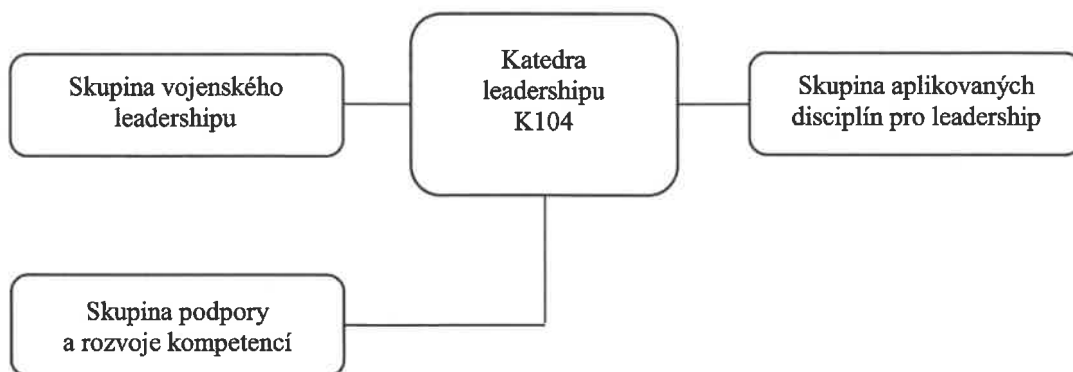 Skupina vojenského
leadershipu
Katedra
leadershipu
K104
Skupina aplikovaných
disciplín pro leadership
Skupina podpory
a rozvoje kompetencí